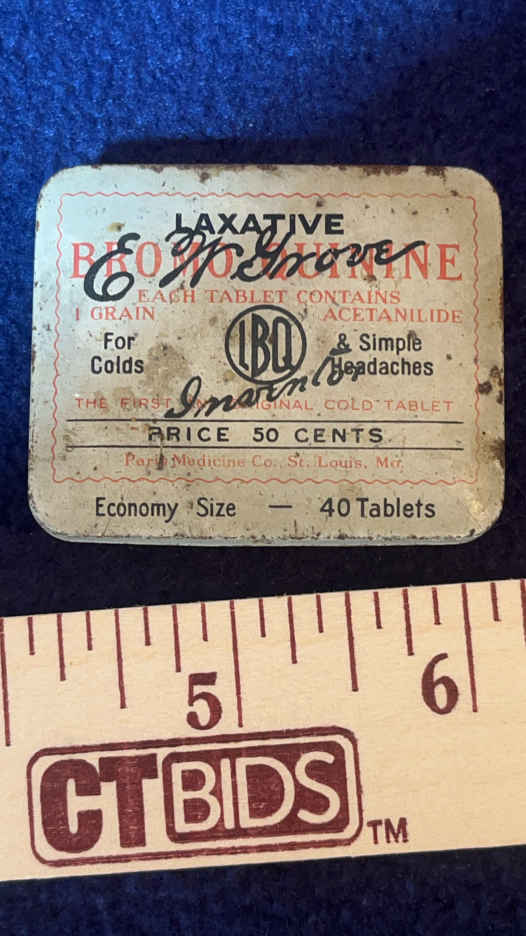 LAXATIVE
BROMO QUININE
E W Grove
EACH TABLET CONTAINS
1 GRAIN ACETANILIDE
For Colds
LBQ
& Simple Headaches
THE FIRST AND ORIGINAL COLD TABLET
PRICE 50 CENTS
Paris Medicine Co., St. Louis, Mo.
Economy Size — 40 Tablets
5
6
CTBIDS TM